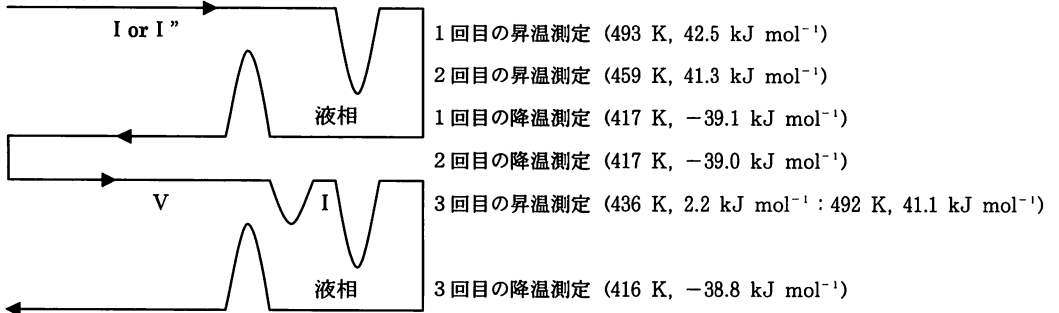 I or I ”
1回目の昇温測定 (493 K, 42.5 kJ mol⁻¹)
2回目の昇温測定 (459 K, 41.3 kJ mol⁻¹)
液相
1回目の降温測定 (417 K, −39.1 kJ mol⁻¹)
2回目の降温測定 (417 K, −39.0 kJ mol⁻¹)
V
I
3回目の昇温測定 (436 K, 2.2 kJ mol⁻¹:492 K, 41.1 kJ mol⁻¹)
液相
3回目の降温測定 (416 K, −38.8 kJ mol⁻¹)